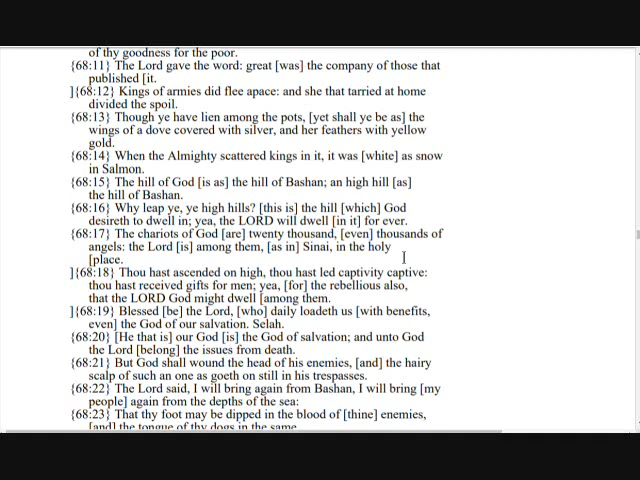 of thy goodness for the poor.
{68:11} The Lord gave the word: great [was] the company of those that
published [it.
]{68:12} Kings of armies did flee apace: and she that tarried at home
divided the spoil.
{68:13} Though ye have lien among the pots, [yet shall ye be as] the
wings of a dove covered with silver, and her feathers with yellow
gold.
{68:14} When the Almighty scattered kings in it, it was [white] as snow
in Salmon.
{68:15} The hill of God [is as] the hill of Bashan; an high hill [as]
the hill of Bashan.
{68:16} Why leap ye, ye high hills? [this is] the hill [which] God
desireth to dwell in; yea, the LORD will dwell [in it] for ever.
{68:17} The chariots of God [are] twenty thousand, [even] thousands of
angels: the Lord [is] among them, [as in] Sinai, in the holy
[place.
]{68:18} Thou hast ascended on high, thou hast led captivity captive:
thou hast received gifts for men; yea, [for] the rebellious also,
that the LORD God might dwell [among them.
]{68:19} Blessed [be] the Lord, [who] daily loadeth us [with benefits,
even] the God of our salvation. Selah.
{68:20} [He that is] our God [is] the God of salvation; and unto God
the Lord [belong] the issues from death.
{68:21} But God shall wound the head of his enemies, [and] the hairy
scalp of such an one as goeth on still in his trespasses.
{68:22} The Lord said, I will bring again from Bashan, I will bring [my
people] again from the depths of the sea:
{68:23} That thy foot may be dipped in the blood of [thine] enemies,
[and] the tongue of thy dogs in the same.